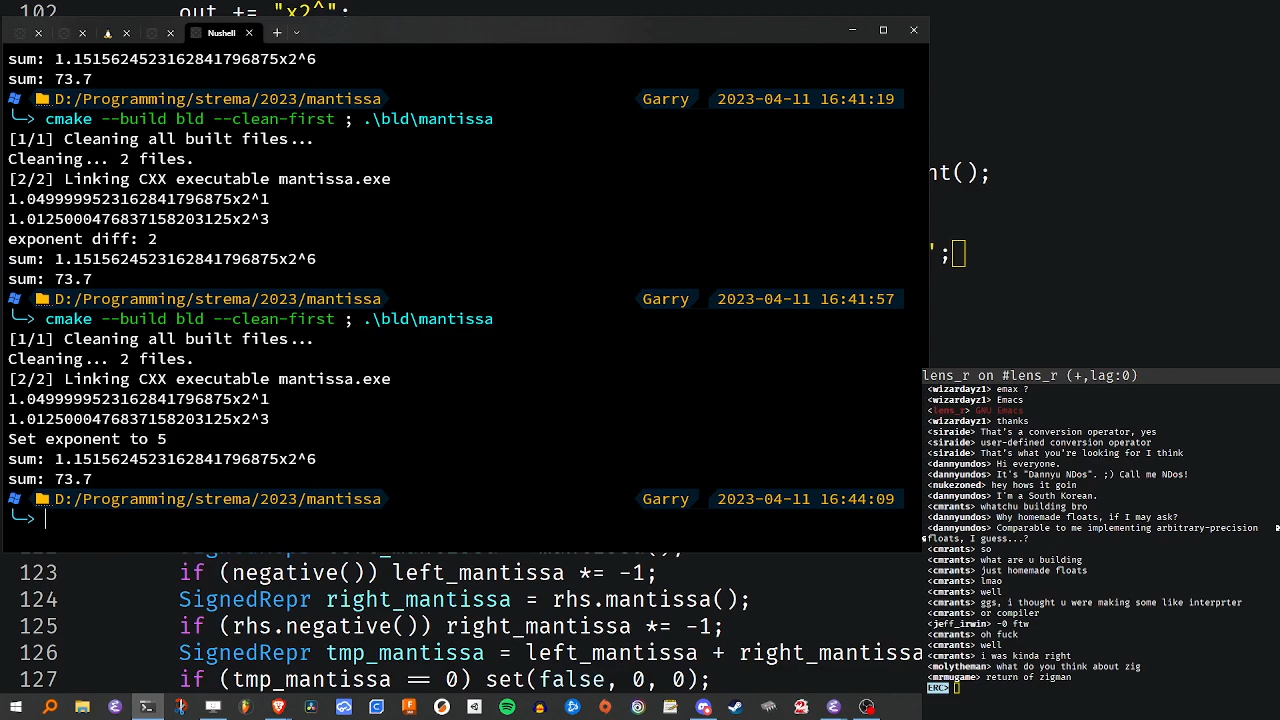 102 out += "x2^";
Nushell
sum: 1.1515624523162841796875x2^6
sum: 73.7
D:/Programming/strema/2023/mantissa Garry 2023-04-11 16:41:19
cmake --build bld --clean-first ; .\bld\mantissa
[1/1] Cleaning all built files...
Cleaning... 2 files.
[2/2] Linking CXX executable mantissa.exe
1.0499999523162841796875x2^1
1.0125000476837158203125x2^3
exponent diff: 2
sum: 1.1515624523162841796875x2^6
sum: 73.7
D:/Programming/strema/2023/mantissa Garry 2023-04-11 16:41:57
cmake --build bld --clean-first ; .\bld\mantissa
[1/1] Cleaning all built files...
Cleaning... 2 files.
[2/2] Linking CXX executable mantissa.exe
1.0499999523162841796875x2^1
1.0125000476837158203125x2^3
Set exponent to 5
sum: 1.1515624523162841796875x2^6
sum: 73.7
D:/Programming/strema/2023/mantissa Garry 2023-04-11 16:44:09
nt();
';
123 if (negative()) left_mantissa *= -1;
124 SignedRepr right_mantissa = rhs.mantissa();
125 if (rhs.negative()) right_mantissa *= -1;
126 SignedRepr tmp_mantissa = left_mantissa + right_mantissa
127 if (tmp_mantissa == 0) set(false, 0, 0);
lens_r on #lens_r (+,lag:0)
<wizardayz1> emax ?
<wizardayz1> Emacs
<lens_r> GNU Emacs
<wizardayz1> thanks
<siraide> That's a conversion operator, yes
<siraide> user-defined conversion operator
<siraide> That's what you're looking for I think
<dannyundos> Hi everyone.
<dannyundos> It's "Dannyu NDos". ;) Call me NDos!
<nukezoned> hey hows it goin
<dannyundos> I'm a South Korean.
<cmrants> whatchu building bro
<dannyundos> Why homemade floats, if I may ask?
<dannyundos> Comparable to me implementing arbitrary-precision
floats, I guess...?
<cmrants> so
<cmrants> what are u building
<cmrants> just homemade floats
<cmrants> lmao
<cmrants> well
<cmrants> ggs, i thought u were making some like interprter
<cmrants> or compiler
<jeff_irwin> -0 ftw
<cmrants> oh fuck
<cmrants> well
<cmrants> i was kinda right
<molytheman> what do you think about zig
<mrmugame> return of zigman
ERC>